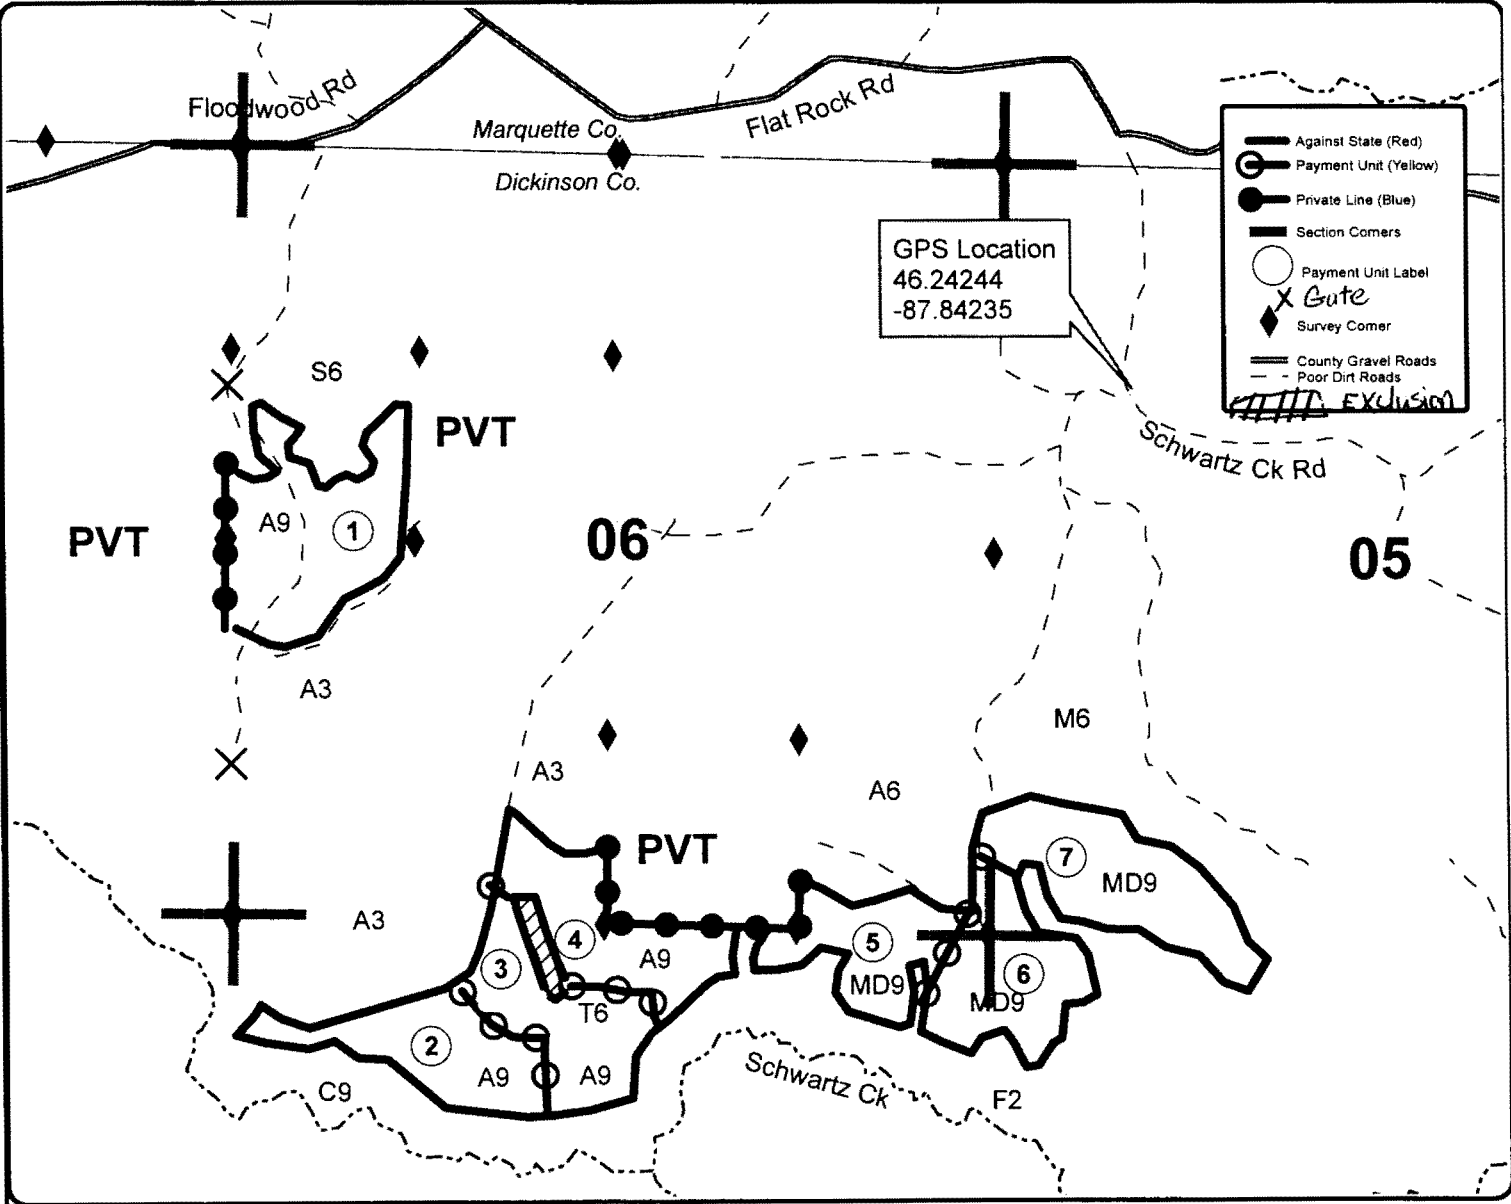 Floodwood Rd
Marquette Co.
Flat Rock Rd
Dickinson Co.
Against State (Red)
Payment Unit (Yellow)
Private Line (Blue)
Section Corners
Payment Unit Label
X Gate
Survey Corner
County Gravel Roads
Poor Dirt Roads
Exclusion
GPS Location
46.24244
-87.84235
S6
PVT
Schwartz Ck Rd
A9
1
PVT
06
05
A3
M6
A3
A6
PVT
7
MD9
A3
4
5
3
A9
6
MD9
MD9
T6
2
A9
A9
C9
Schwartz Ck
F2